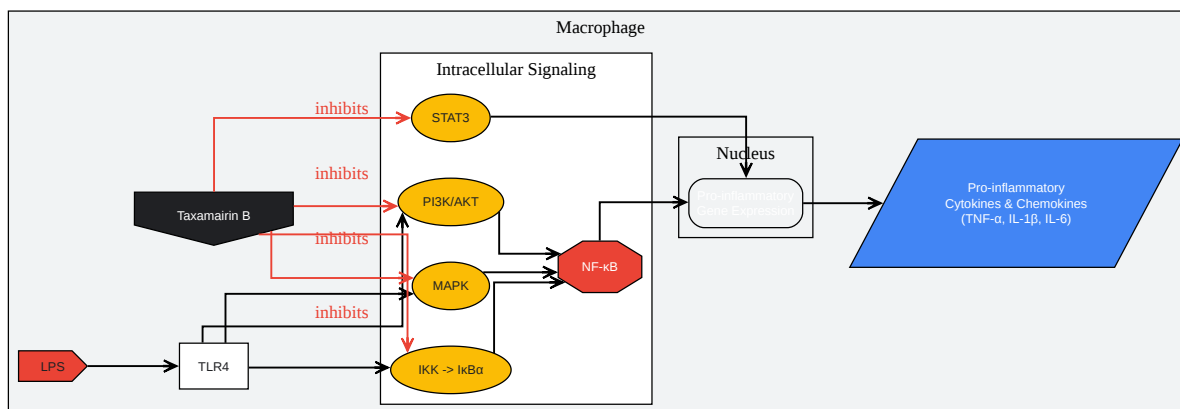 Macrophage
Intracellular Signaling
inhibits
STAT3
Nucleus
inhibits
Taxamairin B
PI3K/AKT
Pro-inflammatory
Gene Expression
Pro-inflammatory
Cytokines & Chemokines
(TNF-α, IL-1β, IL-6)
inhibits
NF-κB
MAPK
inhibits
LPS
TLR4
IKK -> IκBα